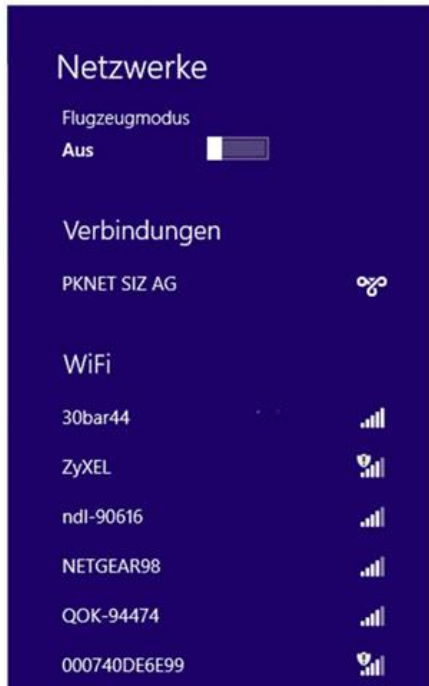 Netzwerke
Flugzeugmodus
Aus
Verbindungen
PKNET SIZ AG
WiFi
30bar44
ZyXEL
ndl-90616
NETGEAR98
QOK-94474
000740DE6E99